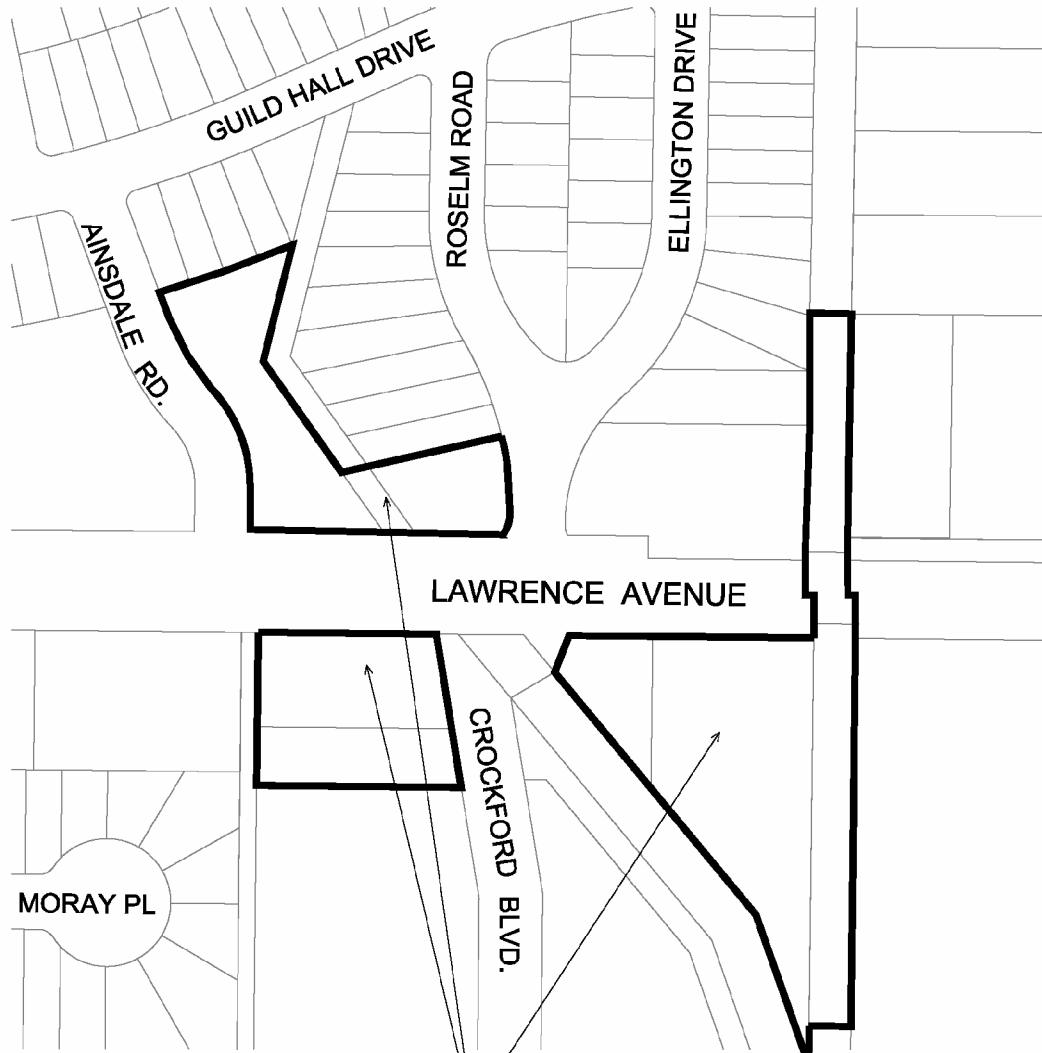 GUILD HALL DRIVE
ROSELM ROAD
ELLINGTON DRIVE
AINSDALE RD.
LAWRENCE AVENUE
CROCKFORD BLVD.
MORAY PL